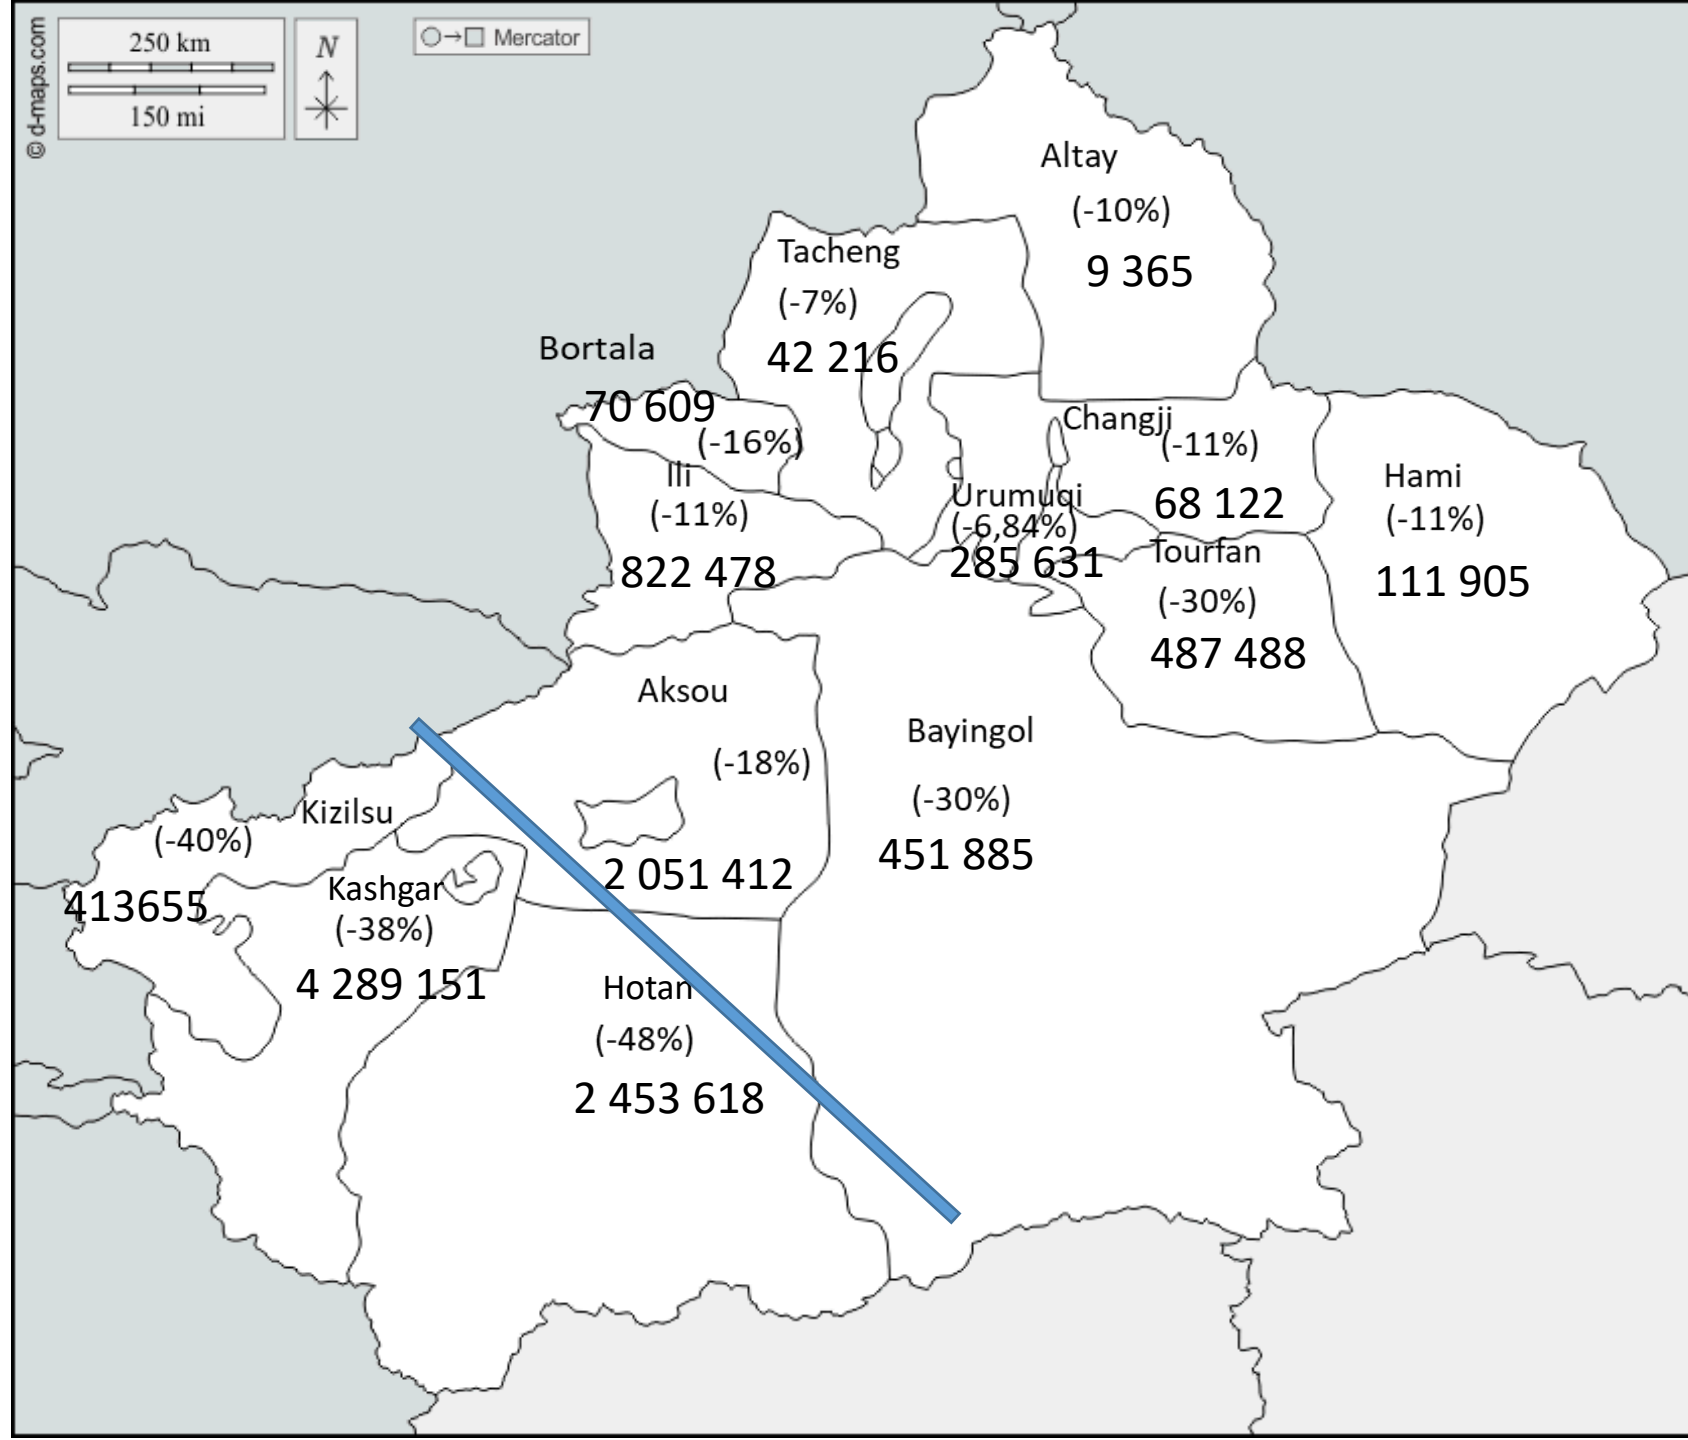 © d-maps.com
250 km
150 mi
N
Mercator
Altay
(-10%)
9 365
Tacheng
(-7%)
42 216
Bortala
70 609
(-16%)
Ili
(-11%)
822 478
Changji
(-11%)
68 122
Urumuqi
(-6,84%)
285 631
Hami
(-11%)
111 905
Tourfan
(-30%)
487 488
Aksou
(-18%)
2 051 412
Bayingol
(-30%)
451 885
Kizilsu
(-40%)
413655
Kashgar
(-38%)
4 289 151
Hotan
(-48%)
2 453 618